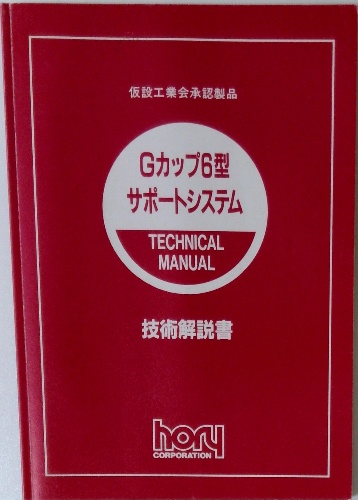 仮設工業会承認製品
Gカップ6型
サポートシステム
TECHNICAL
MANUAL
技術解説書
hory
CORPORATION